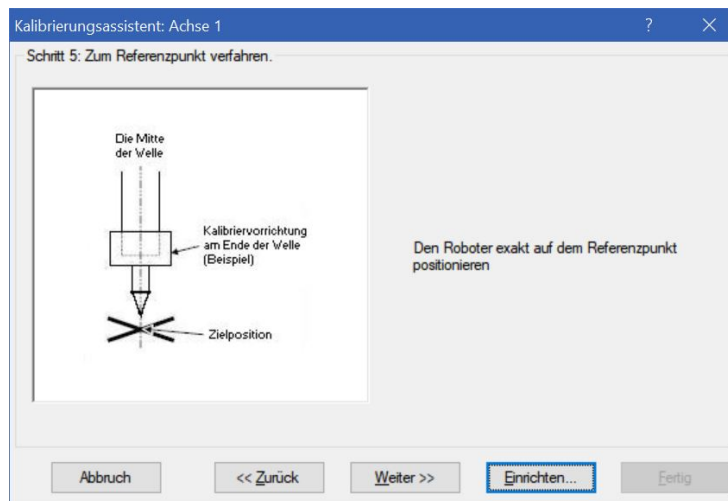 Kalibrierungsassistent: Achse 1
Schritt 5: Zum Referenzpunkt verfahren.
Die Mitte
der Welle
Kalibriervorrichtung
am Ende der Welle
(Beispiel)
Zielposition
Den Roboter exakt auf dem Referenzpunkt
positionieren
Abbruch
<< Zurück
Weiter >>
Einrichten...
Fertig